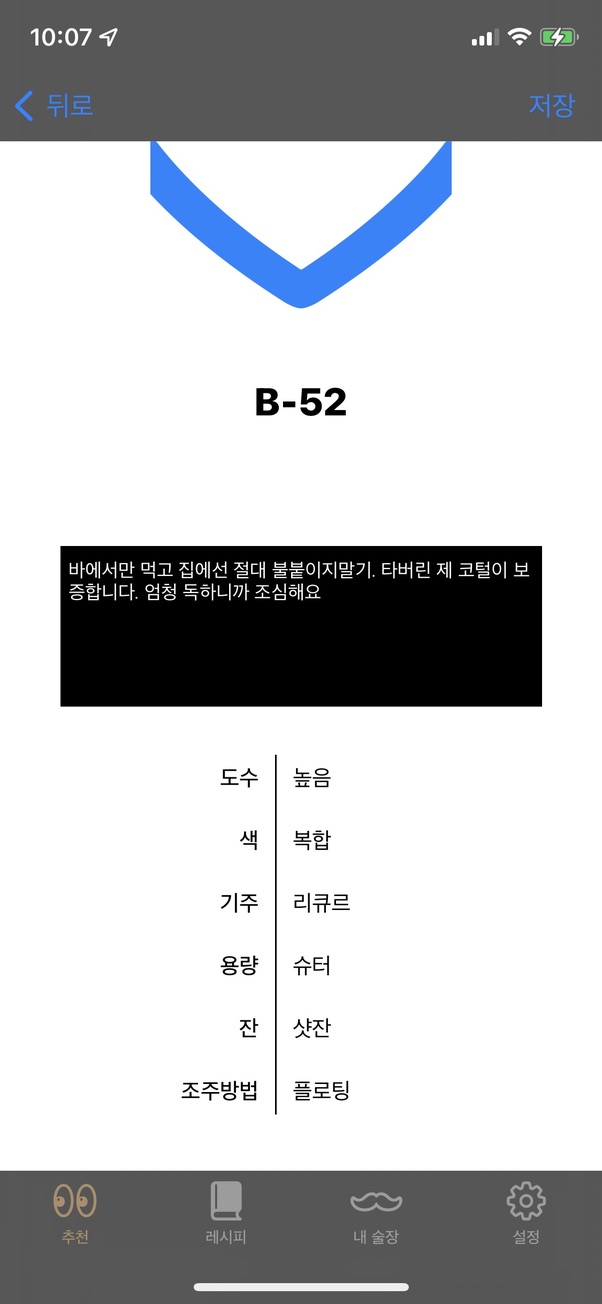 10:07
뒤로
저장
B-52
바에서만 먹고 집에선 절대 불붙이지말기. 타버린 제 코털이 보
증합니다. 엄청 독하니까 조심해요
도수 높음
색 복합
기주 리큐르
용량 슈터
잔 샷잔
조주방법 플로팅
추천
레시피
내 술장
설정